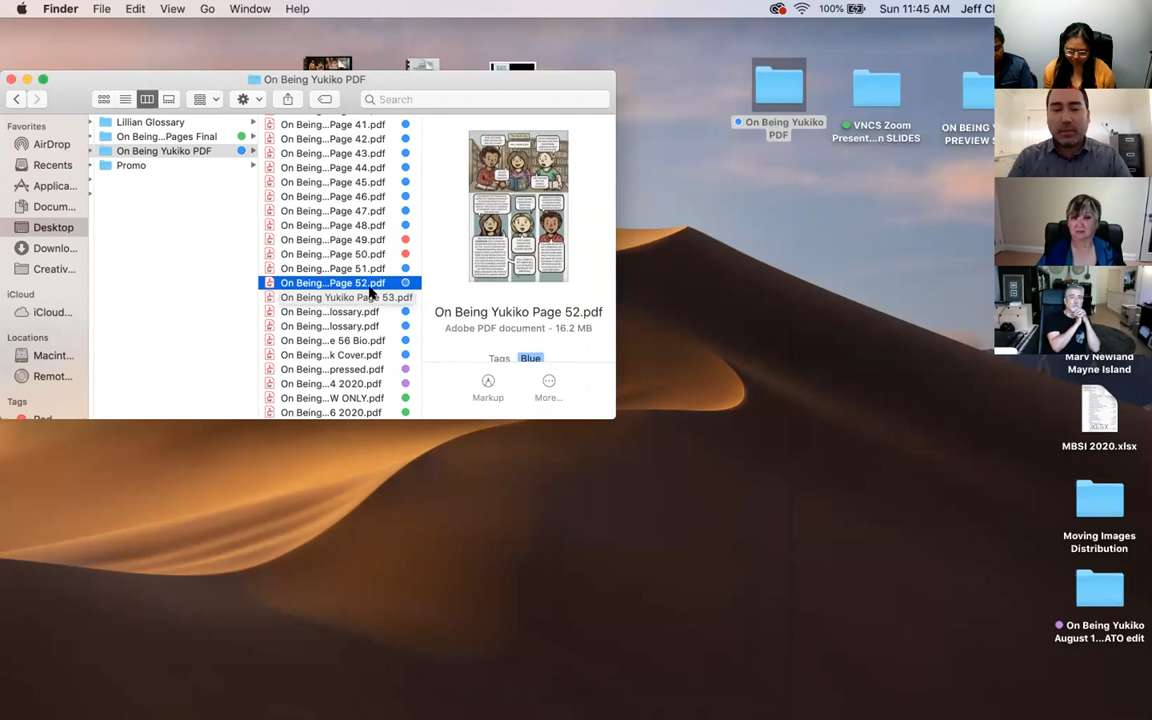 Finder File Edit View Go Window Help
100% Sun 11:45 AM Jeff C
On Being Yukiko PDF
Search
Favorites
AirDrop
Recents
Applica...
Docum...
Desktop
Downlo...
Creativ...
iCloud
iCloud...
Locations
Macint...
Remot...
Tags
Lillian Glossary
On Being...Pages Final
On Being Yukiko PDF
Promo
On Being...Page 41.pdf
On Being...Page 42.pdf
On Being...Page 43.pdf
On Being...Page 44.pdf
On Being...Page 45.pdf
On Being...Page 46.pdf
On Being...Page 47.pdf
On Being...Page 48.pdf
On Being...Page 49.pdf
On Being...Page 50.pdf
On Being...Page 51.pdf
On Being...Page 52.pdf
On Being Yukiko Page 53.pdf
On Being...lossary.pdf
On Being...lossary.pdf
On Being...e 56 Bio.pdf
On Being...k Cover.pdf
On Being...pressed.pdf
On Being...4 2020.pdf
On Being...W ONLY.pdf
On Being...6 2020.pdf
On Being Yukiko Page 52.pdf
Adobe PDF document - 16.2 MB
Tags Blue
Markup
More...
On Being Yukiko
PDF
VNCS Zoom
Present...n SLIDES
ON BEING
PREVIEW S
Marv Newland
Mayne Island
XLSX
MBSI 2020.xlsx
Moving Images
Distribution
On Being Yukiko
August 1...ATO edit